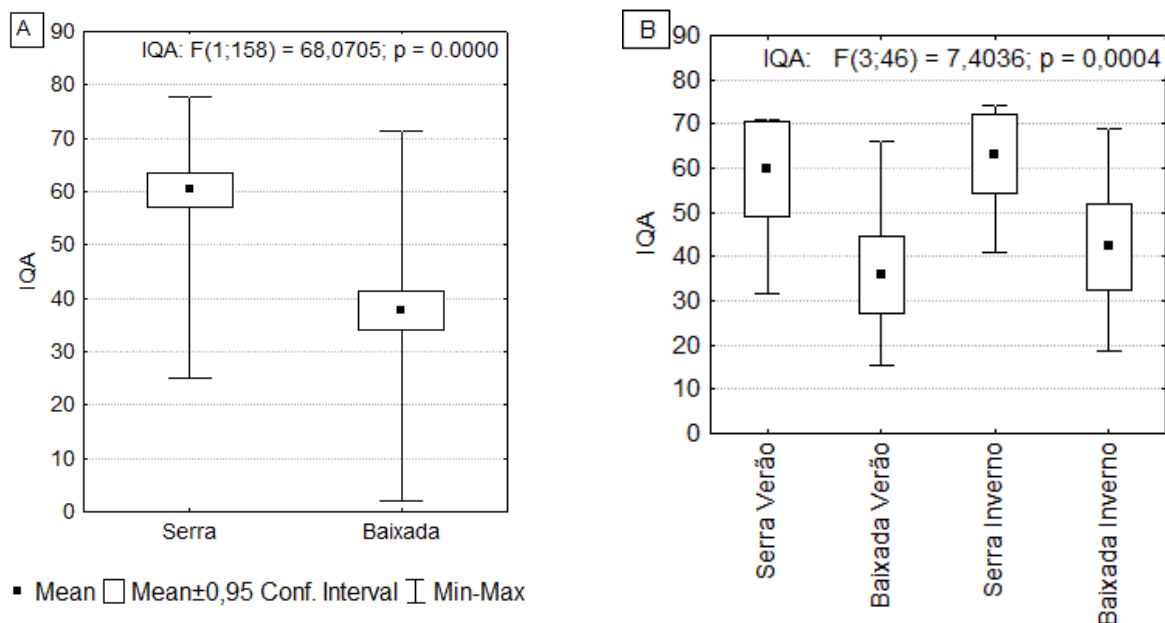 A
IQA: F(1;158) = 68,0705; p = 0.0000
90
80
70
60
50
40
30
20
10
0
IQA
Serra
Baixada
Mean
Mean±0,95 Conf. Interval
Min-Max
B
IQA: F(3;46) = 7,4036; p = 0,0004
90
80
70
60
50
40
30
20
10
0
IQA
Serra Verão
Baixada Verão
Serra Inverno
Baixada Inverno